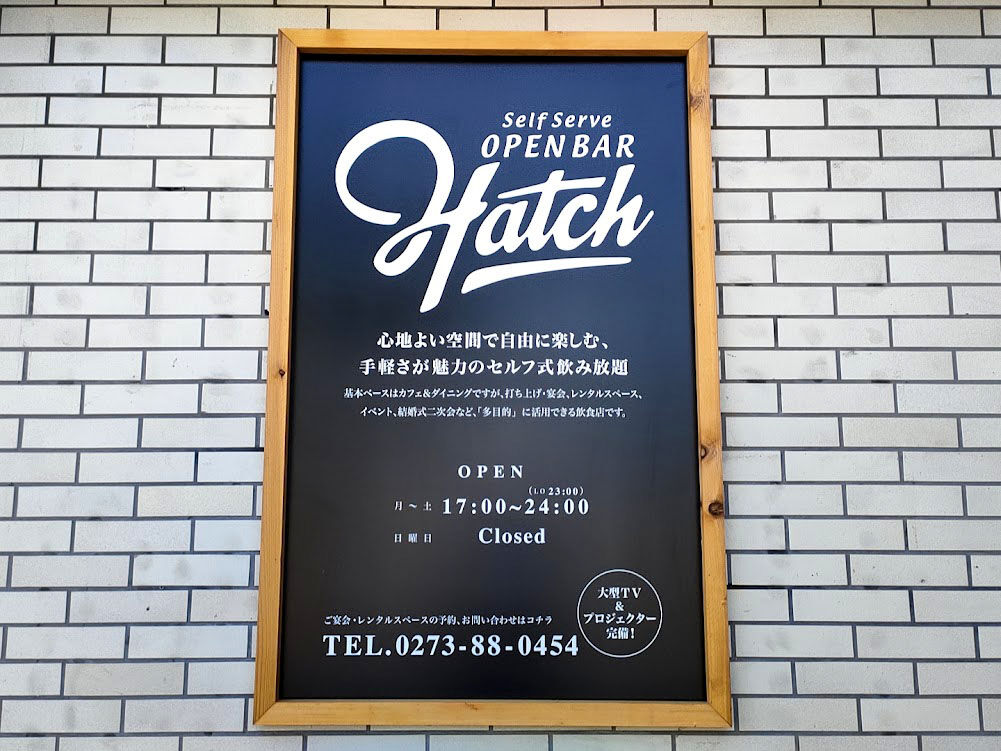 Self Serve
OPEN BAR
Hatch
心地よい空間で自由に楽しむ、
手軽さが魅力のセルフ式飲み放題
基本ベースはカフェ&ダイニングですが、打ち上げ・宴会、レンタルスペース、
イベント、結婚式二次会など、「多目的」に活用できる飲食店です。
OPEN
(LO 23:00)
月~土 17:00~24:00
日曜日 Closed
大型TV
&
プロジェクター
完備!
ご宴会・レンタルスペースの予約、お問い合わせはコチラ
TEL.0273-88-0454